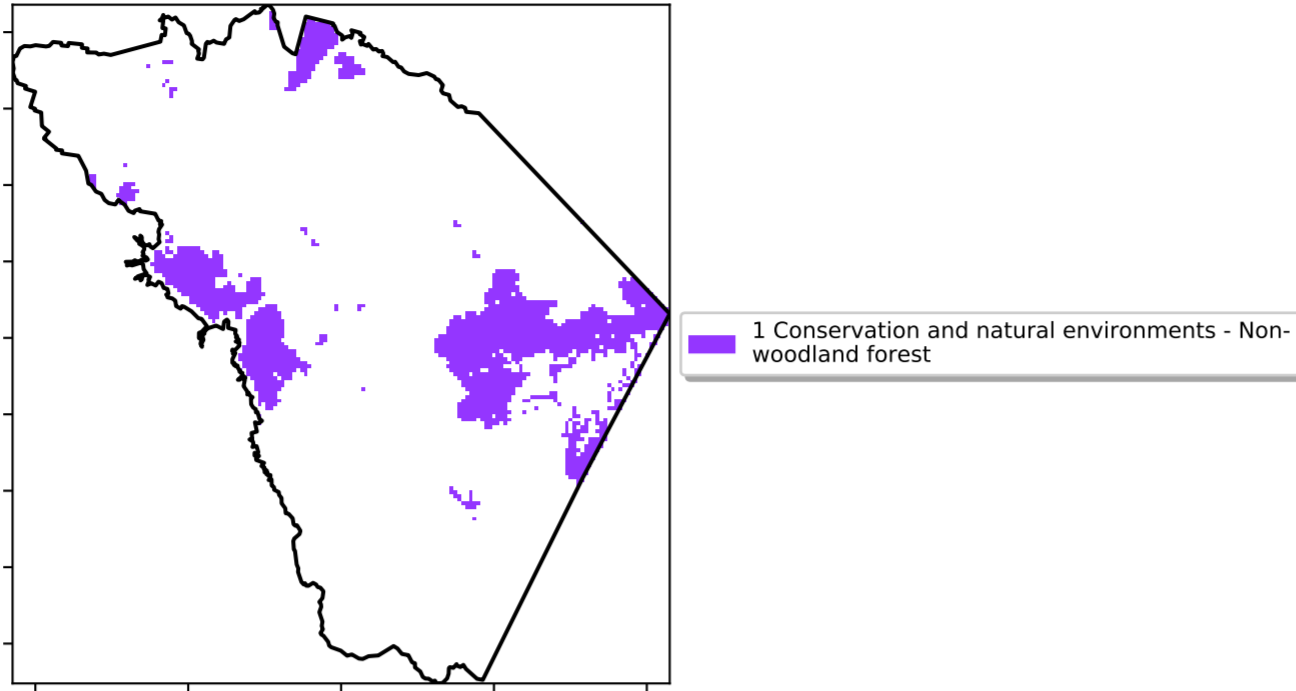 1 Conservation and natural environments - Non-
woodland forest